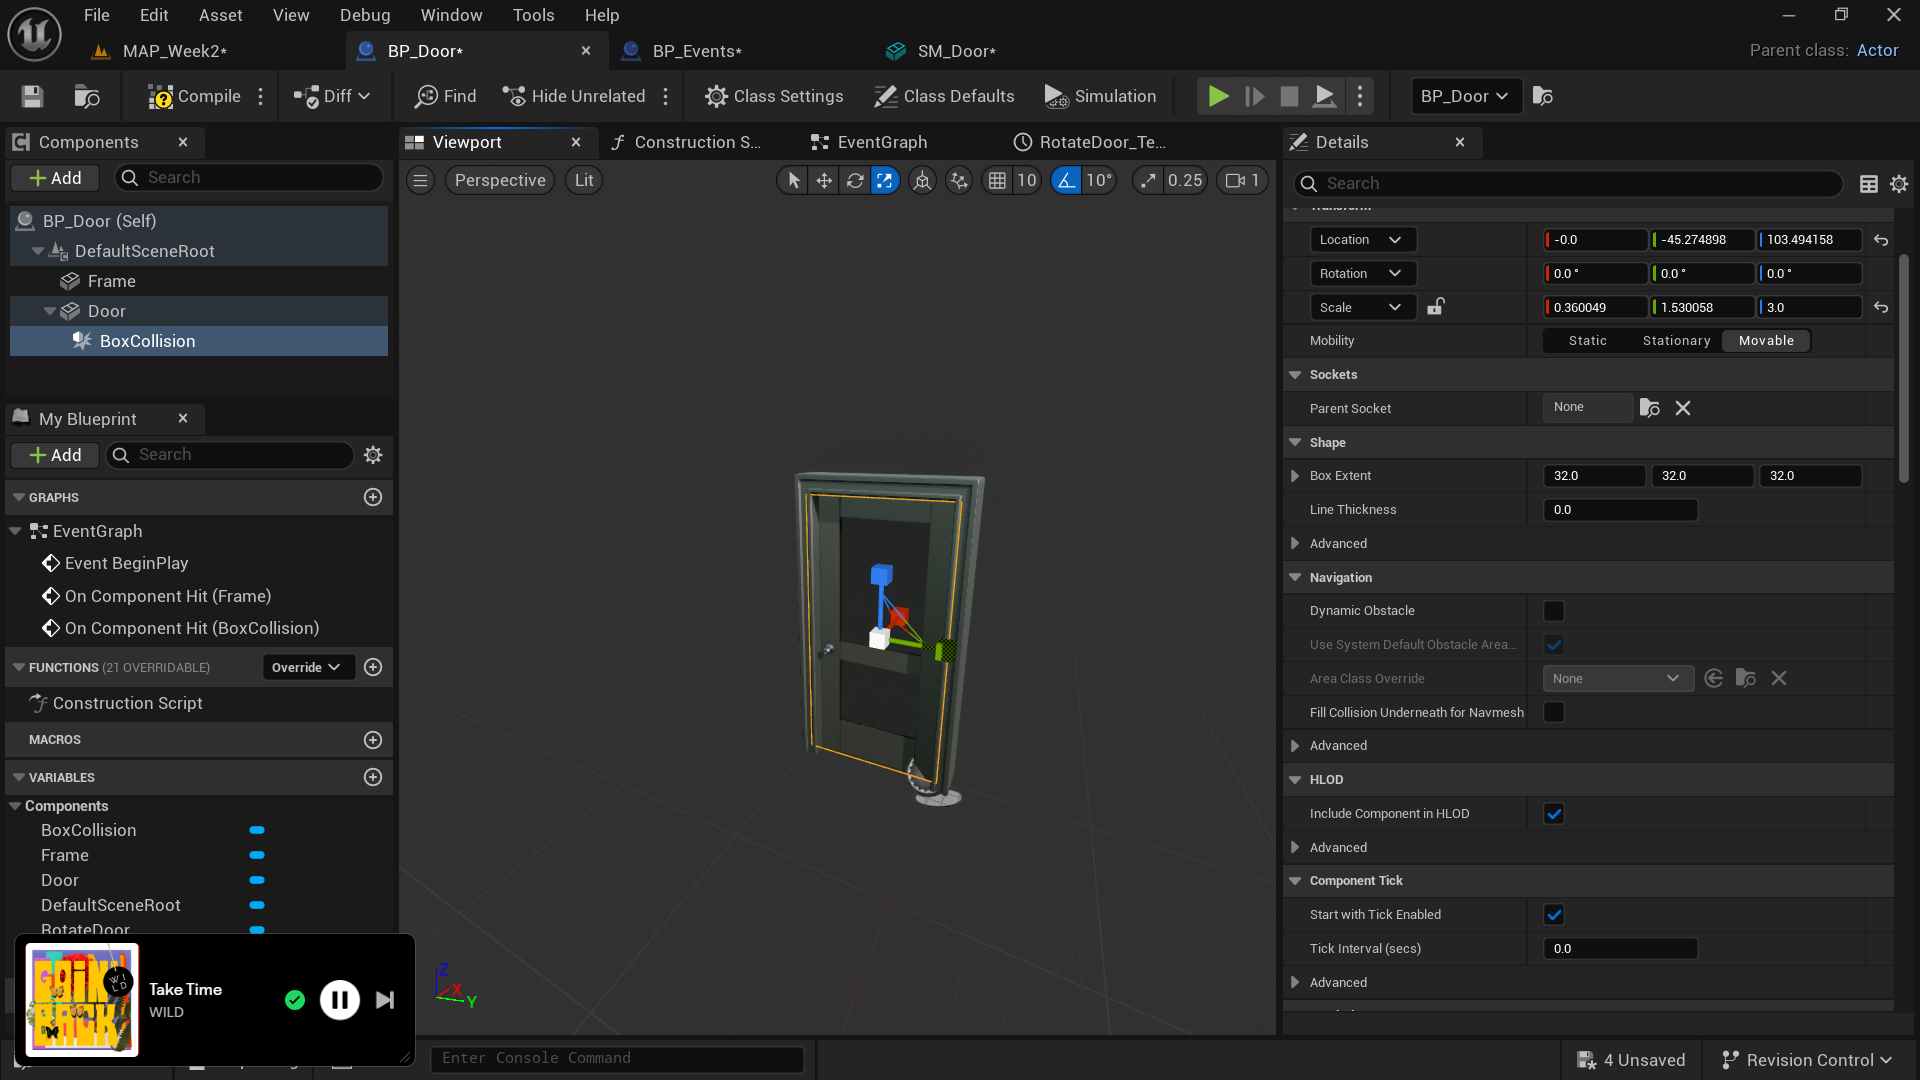 File Edit Asset View Debug Window Tools Help
MAP_Week2*
BP_Door*
BP_Events*
SM_Door*
Parent class: Actor
Compile
Diff
Find
Hide Unrelated
Class Settings
Class Defaults
Simulation
BP_Door
Components
Viewport
Construction S...
EventGraph
RotateDoor_Te...
Details
Add
Search
Perspective
Lit
10
10°
0.25
1
Search
BP_Door (Self)
DefaultSceneRoot
Frame
Door
BoxCollision
My Blueprint
Add
Search
GRAPHS
EventGraph
Event BeginPlay
On Component Hit (Frame)
On Component Hit (BoxCollision)
FUNCTIONS (21 OVERRIDABLE)
Override
Construction Script
MACROS
VARIABLES
Components
BoxCollision
Frame
Door
DefaultSceneRoot
RotateDoor
GRiN
BACK
WILD
Take Time
WILD
Z
X
Y
Enter Console Command
Transform
Location -0.0 -45.274898 103.494158
Rotation 0.0 ° 0.0 ° 0.0 °
Scale 0.360049 1.530058 3.0
Mobility Static Stationary Movable
Sockets
Parent Socket None
Shape
Box Extent 32.0 32.0 32.0
Line Thickness 0.0
Advanced
Navigation
Dynamic Obstacle
Use System Default Obstacle Area...
Area Class Override None
Fill Collision Underneath for Navmesh
Advanced
HLOD
Include Component in HLOD
Advanced
Component Tick
Start with Tick Enabled
Tick Interval (secs) 0.0
Advanced
4 Unsaved
Revision Control